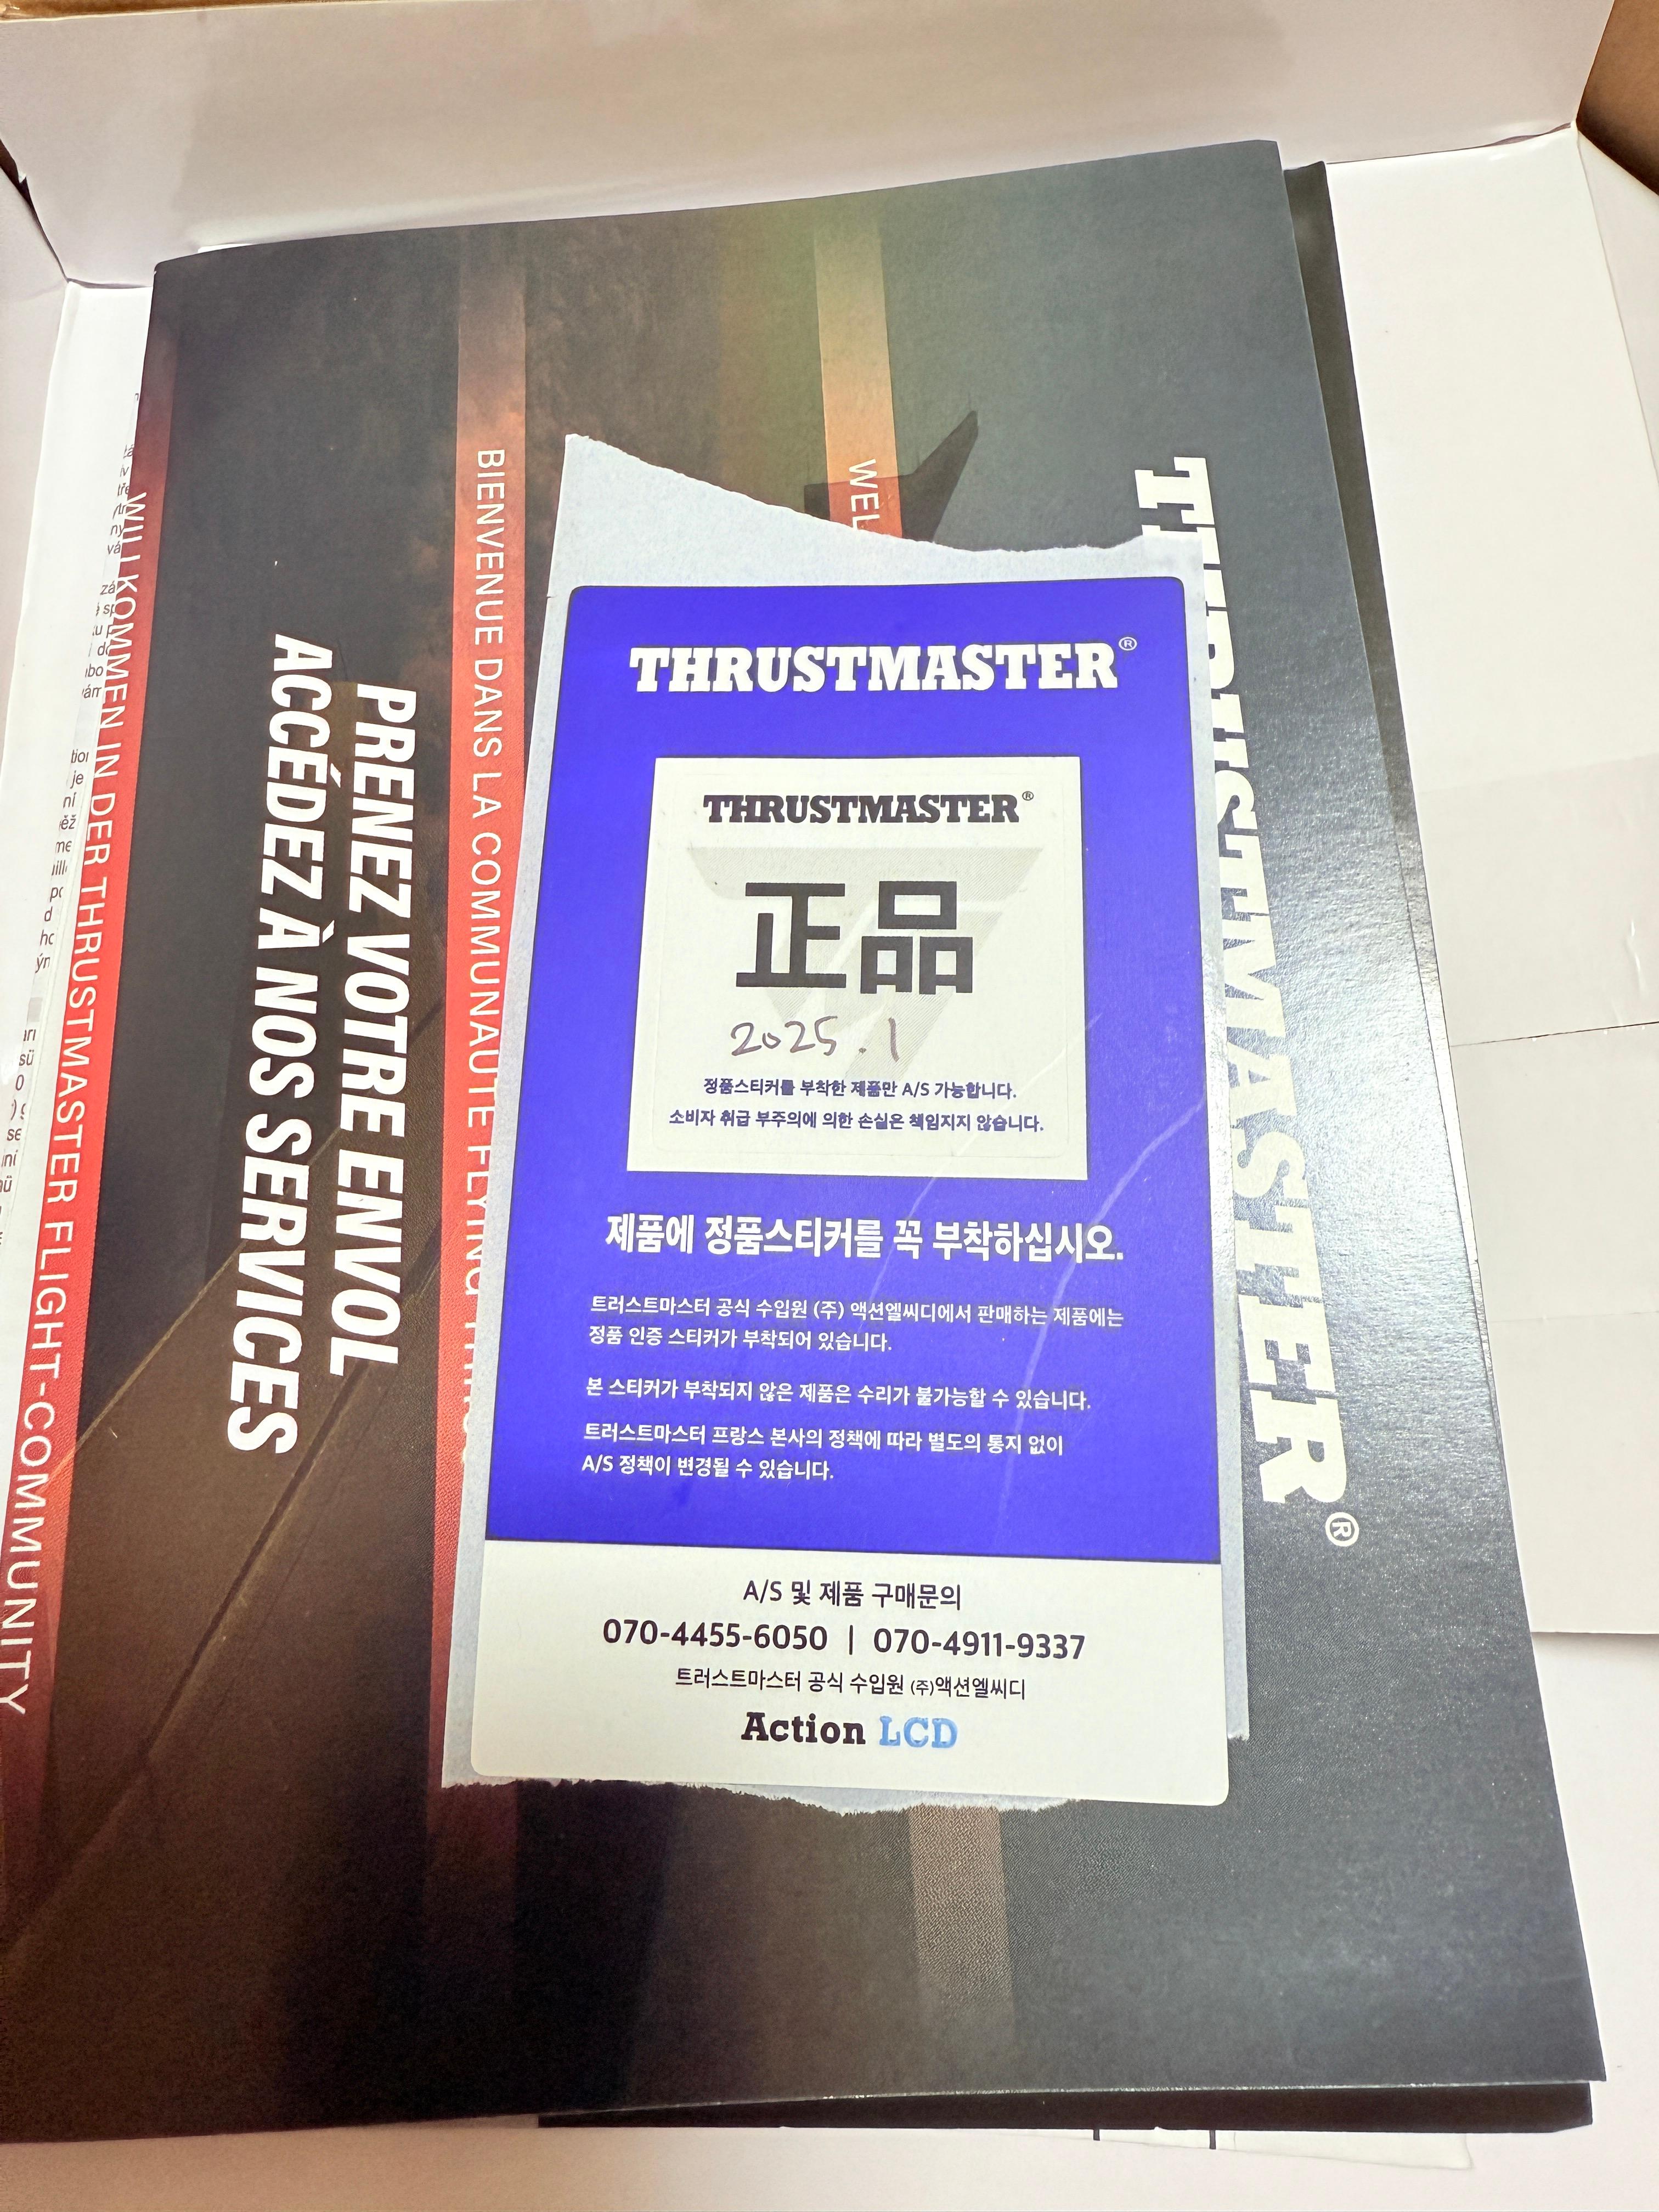 THRUSTMASTER®
THRUSTMASTER®
正品
2025.1
정품스티커를 부착한 제품만 A/S 가능합니다.
소비자 취급 부주의에 의한 손실은 책임지지 않습니다.
제품에 정품스티커를 꼭 부착하십시오.
트러스트마스터 공식 수입원 (주) 액션엘씨디에서 판매하는 제품에는
정품 인증 스티커가 부착되어 있습니다.
본 스티커가 부착되지 않은 제품은 수리가 불가능할 수 있습니다.
트러스트마스터 프랑스 본사의 정책에 따라 별도의 통지 없이
A/S 정책이 변경될 수 있습니다.
A/S 및 제품 구매문의
070-4455-6050 | 070-4911-9337
트러스트마스터 공식 수입원 (주)액션엘씨디
Action LCD
THRUSTMASTER®
WEL
BIENVENUE DANS LA COMMUNAUTÉ FLYING
PRENEZ VOTRE ENVOL
ACCÉDEZ À NOS SERVICES
WILLKOMMEN IN DER THRUSTMASTER FLIGHT-COMMUNITY